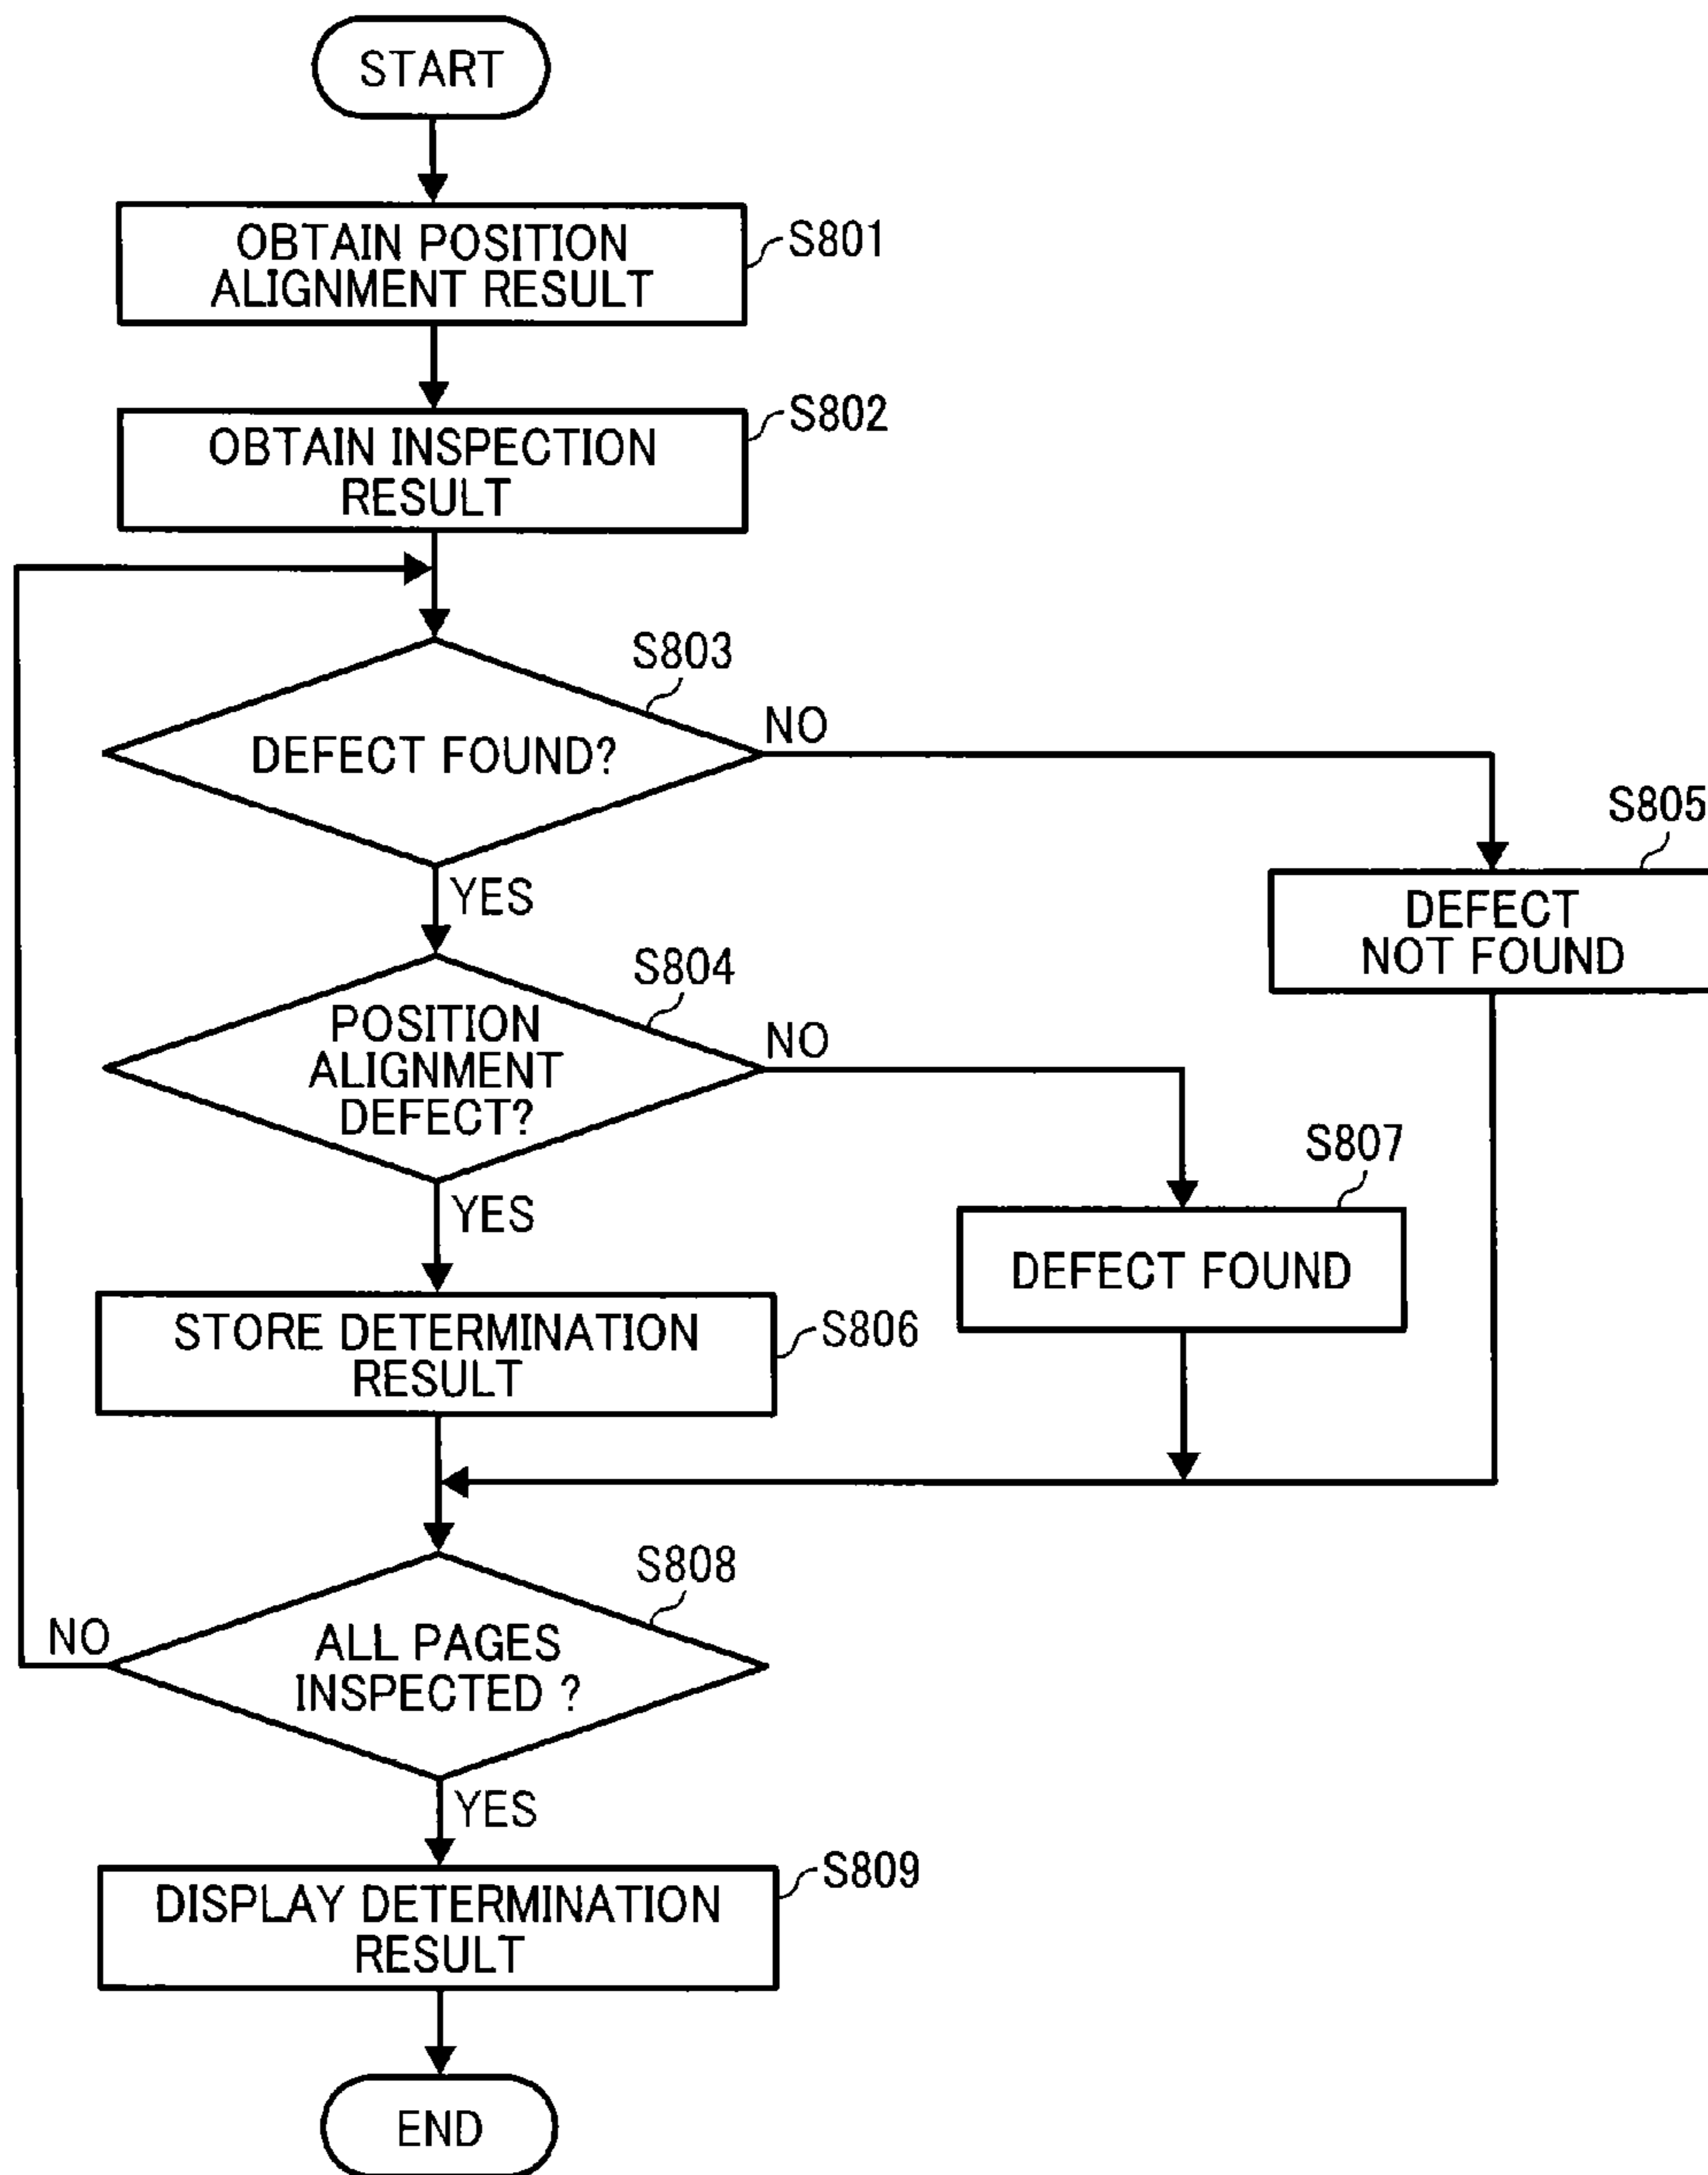 START
OBTAIN POSITION
ALIGNMENT RESULT
S801
OBTAIN INSPECTION
RESULT
S802
S803
DEFECT FOUND?
NO
YES
S805
DEFECT
NOT FOUND
S804
POSITION
ALIGNMENT
DEFECT?
NO
YES
S807
DEFECT FOUND
STORE DETERMINATION
RESULT
S806
S808
ALL PAGES
INSPECTED ?
NO
YES
DISPLAY DETERMINATION
RESULT
S809
END